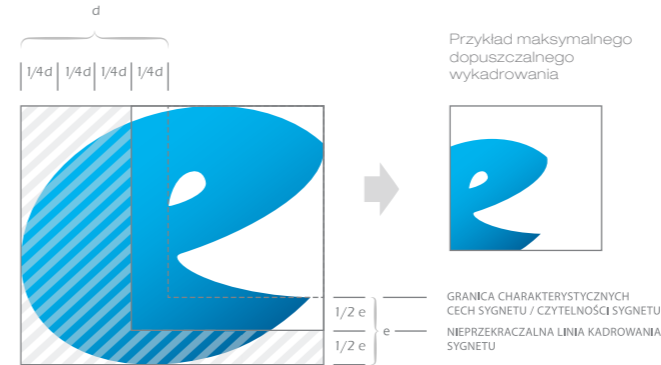 d
1/4d 1/4d 1/4d 1/4d
Przykład maksymalnego
dopuszczalnego
wykadrowania
1/2 e
e
1/2 e
GRANICA CHARAKTERYSTYCZNYCH
CECH SYGNETU / CZYTELNOŚCI SYGNETU
NIEPRZEKRACZALNA LINIA KADROWANIA
SYGNETU